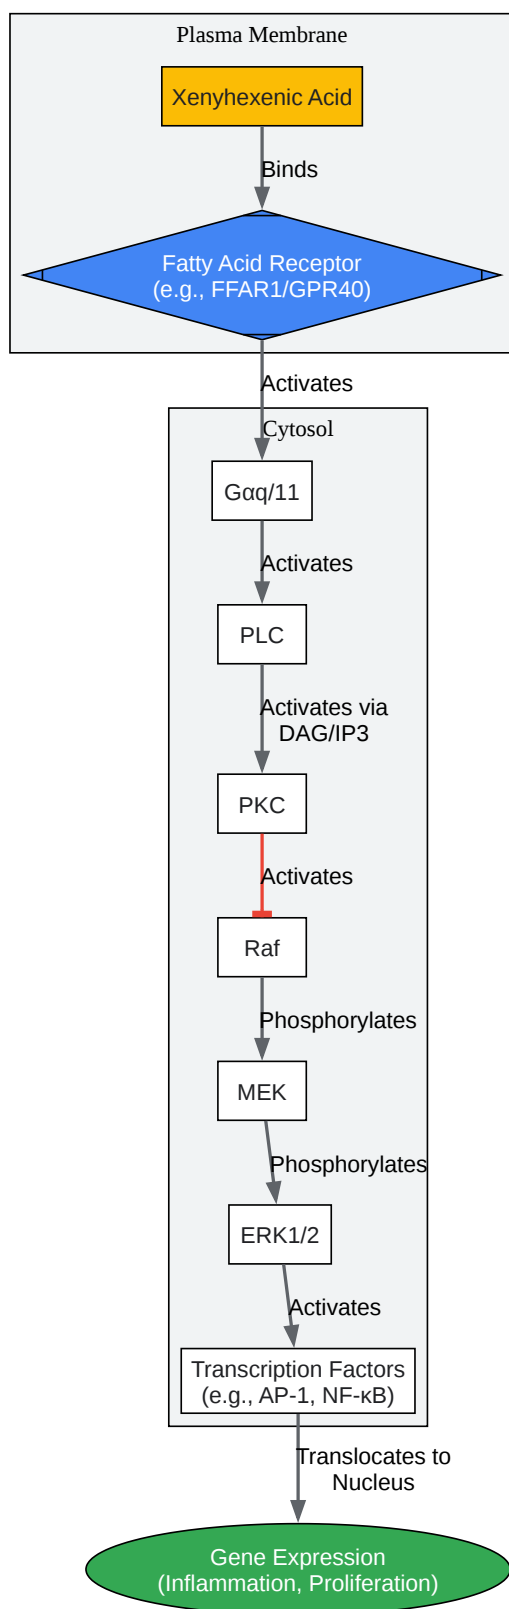 Plasma Membrane
Xenyhexenic Acid
Binds
Fatty Acid Receptor
(e.g., FFAR1/GPR40)
Activates
Cytosol
Gαq/11
Activates
PLC
Activates via
DAG/IP3
PKC
Activates
Raf
Phosphorylates
MEK
Phosphorylates
ERK1/2
Activates
Transcription Factors
(e.g., AP-1, NF-κB)
Translocates to
Nucleus
Gene Expression
(Inflammation, Proliferation)